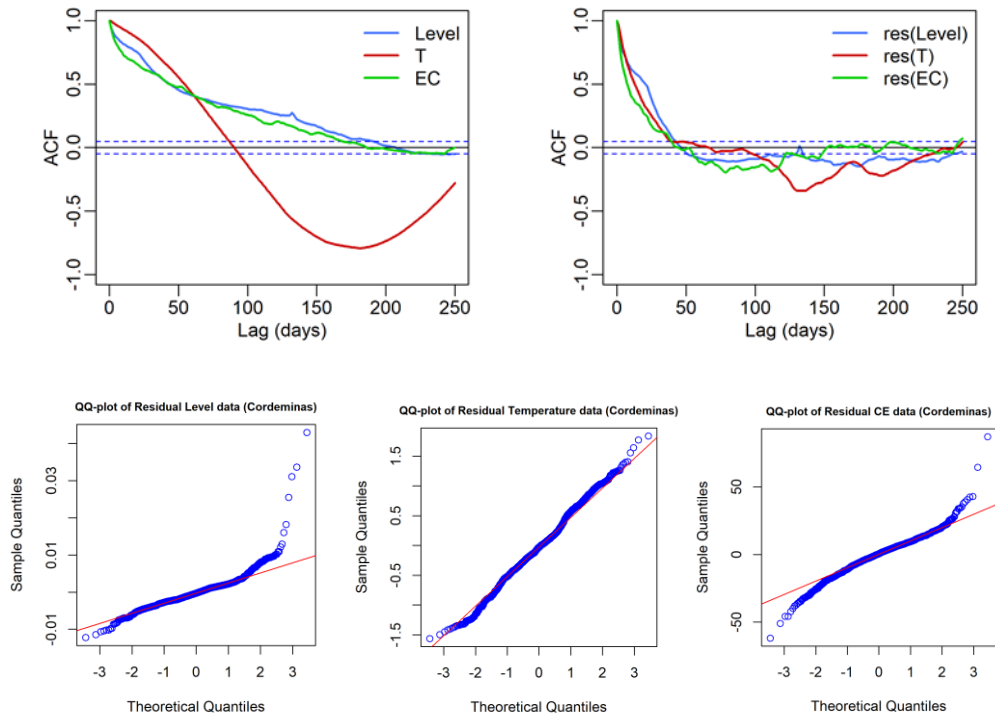 1.0
0.5
0.0
-0.5
-1.0
ACF
Level
T
EC
0 50 100 150 200 250
Lag (days)
1.0
0.5
0.0
-0.5
-1.0
ACF
res(Level)
res(T)
res(EC)
0 50 100 150 200 250
Lag (days)
QQ-plot of Residual Level data (Cordeminas)
Sample Quantiles
0.03
0.01
-0.01
-3 -2 -1 0 1 2 3
Theoretical Quantiles
QQ-plot of Residual Temperature data (Cordeminas)
Sample Quantiles
1.5
0.5
-0.5
-1.5
-3 -2 -1 0 1 2 3
Theoretical Quantiles
QQ-plot of Residual CE data (Cordeminas)
Sample Quantiles
50
0
-50
-3 -2 -1 0 1 2 3
Theoretical Quantiles